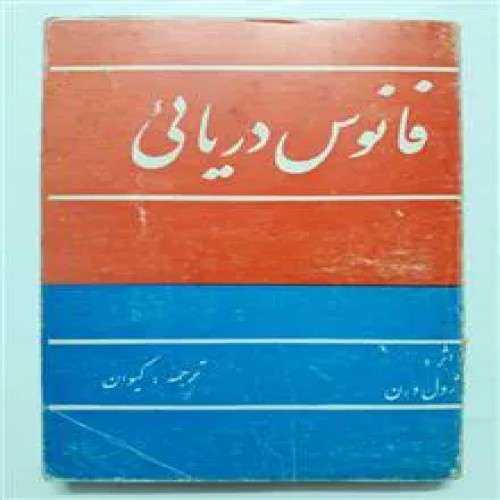 فانوس دریائی
اثر :
ژول ورن
ترجمه : کیوان